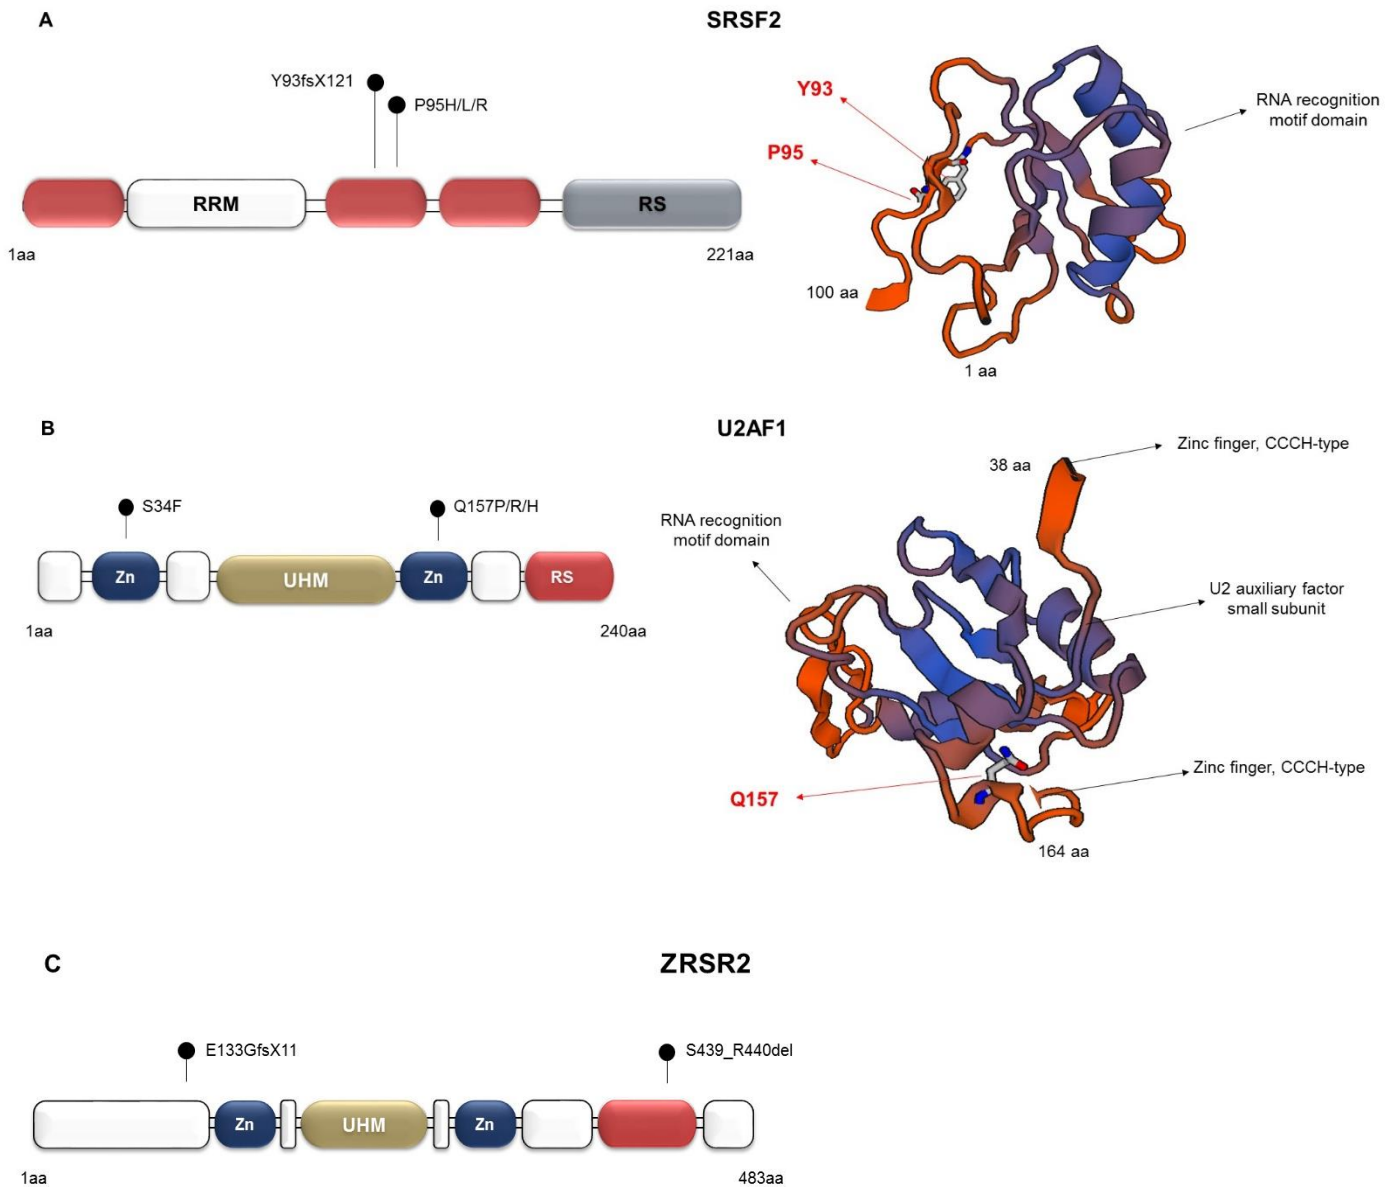 A
SRSF2
Y93fsX121
P95H/L/R
RRM
RS
1aa
221aa
Y93
P95
RNA recognition
motif domain
100 aa
1 aa
B
U2AF1
S34F
Q157P/R/H
Zn
UHM
Zn
RS
1aa
240aa
38 aa
Zinc finger, CCCH-type
RNA recognition
motif domain
U2 auxiliary factor
small subunit
Q157
Zinc finger, CCCH-type
164 aa
C
ZRSR2
E133GfsX11
S439_R440del
Zn
UHM
Zn
1aa
483aa